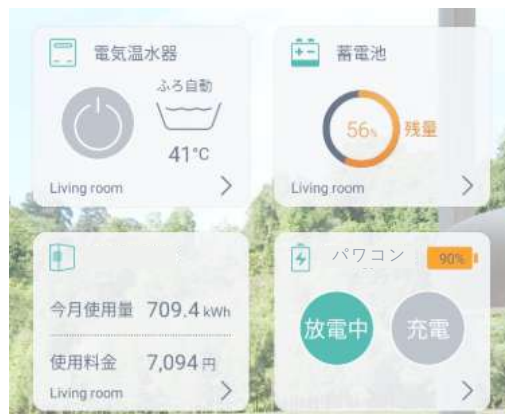 電気温水器
ふろ自動
41°C
Living room
蓄電池
56%
残量
Living room
今月使用量 709.4 kWh
使用料金 7,094 円
Living room
パワコン
90%
放電中
充電